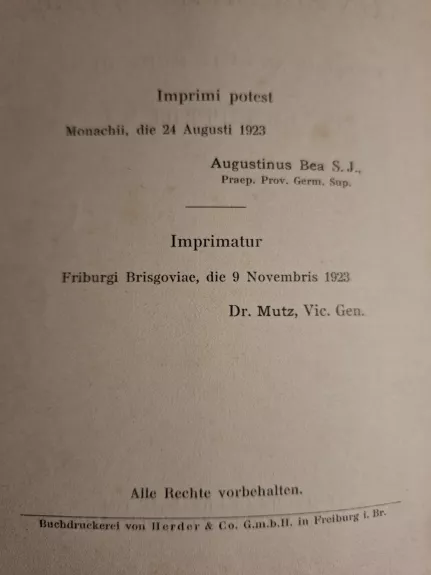 Imprimi potest
Monachii, die 24 Augusti 1923
Augustinus Bea S. J.,
Praep. Prov. Germ. Sup.
Imprimatur
Friburgi Brisgoviae, die 9 Novembris 1923
Dr. Mutz, Vic. Gen.
Alle Rechte vorbehalten.
Buchdruckerei von Herder & Co. G.m.b.H. in Freiburg i. Br.